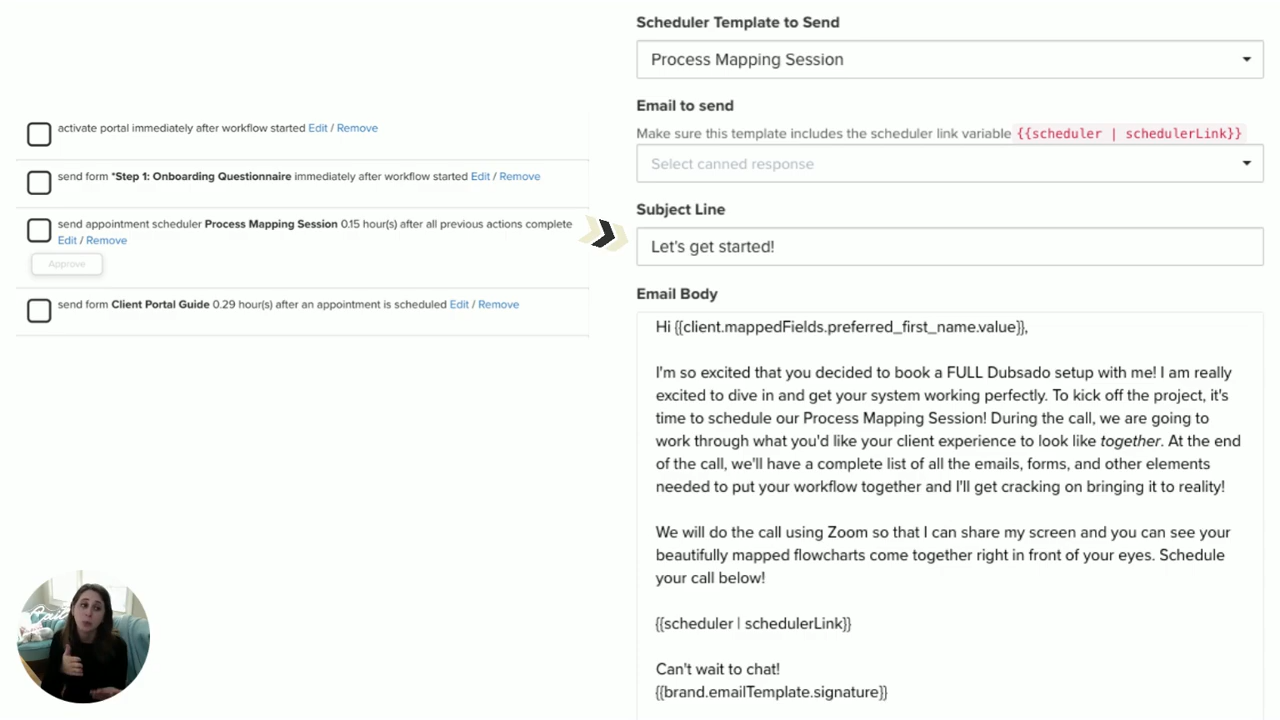 activate portal immediately after workflow started Edit / Remove
send form *Step 1: Onboarding Questionnaire immediately after workflow started Edit / Remove
send appointment scheduler Process Mapping Session 0.15 hour(s) after all previous actions complete
Edit / Remove
Approve
send form Client Portal Guide 0.29 hour(s) after an appointment is scheduled Edit / Remove
Scheduler Template to Send
Process Mapping Session
Email to send
Make sure this template includes the scheduler link variable {{scheduler | schedulerLink}}
Select canned response
Subject Line
Let's get started!
Email Body
Hi {{client.mappedFields.preferred_first_name.value}},
I'm so excited that you decided to book a FULL Dubsado setup with me! I am really
excited to dive in and get your system working perfectly. To kick off the project, it's
time to schedule our Process Mapping Session! During the call, we are going to
work through what you'd like your client experience to look like together. At the end
of the call, we'll have a complete list of all the emails, forms, and other elements
needed to put your workflow together and I'll get cracking on bringing it to reality!
We will do the call using Zoom so that I can share my screen and you can see your
beautifully mapped flowcharts come together right in front of your eyes. Schedule
your call below!
{{scheduler | schedulerLink}}
Can't wait to chat!
{{brand.emailTemplate.signature}}